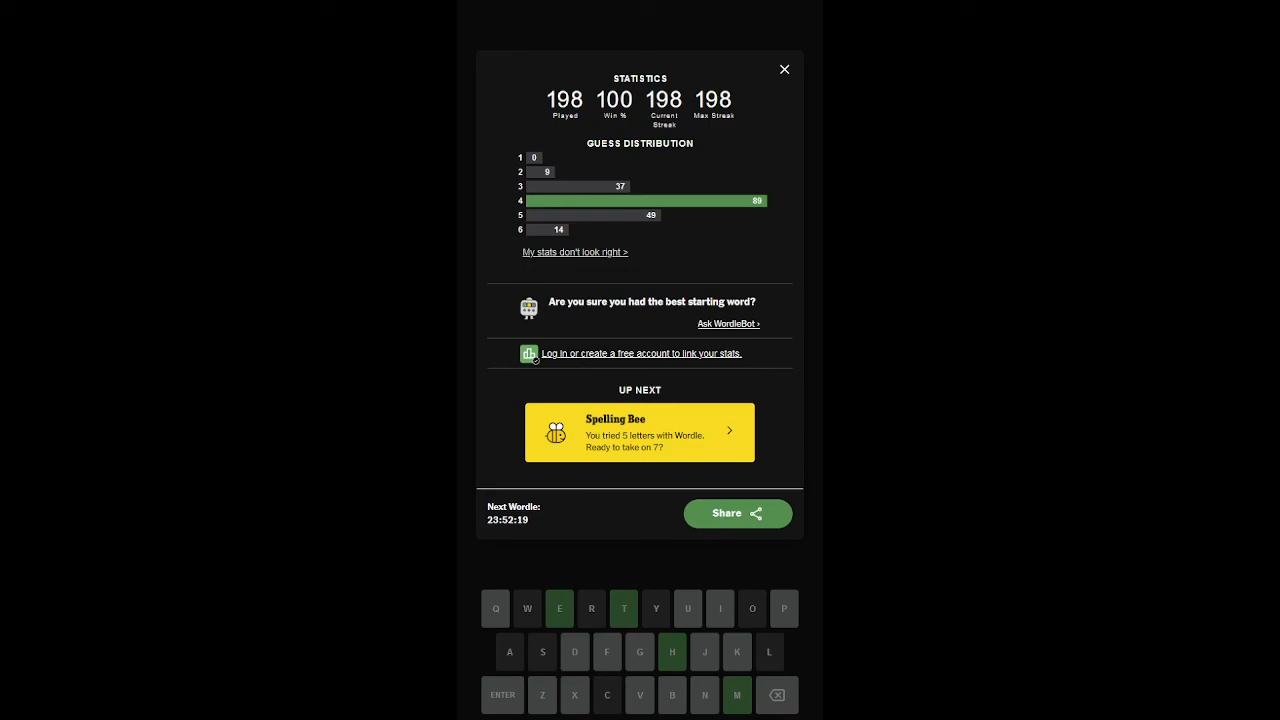 STATISTICS
198 100 198 198
Played Win % Current Streak Max Streak
GUESS DISTRIBUTION
1 0
2 9
3 37
4 89
5 49
6 14
My stats don't look right >
Are you sure you had the best starting word?
Ask WordleBot ›
Log in or create a free account to link your stats.
UP NEXT
Spelling Bee
You tried 5 letters with Wordle.
Ready to take on 7?
Next Wordle:
23:52:19
Share
Q W E R T Y U I O P
A S D F G H J K L
ENTER Z X C V B N M